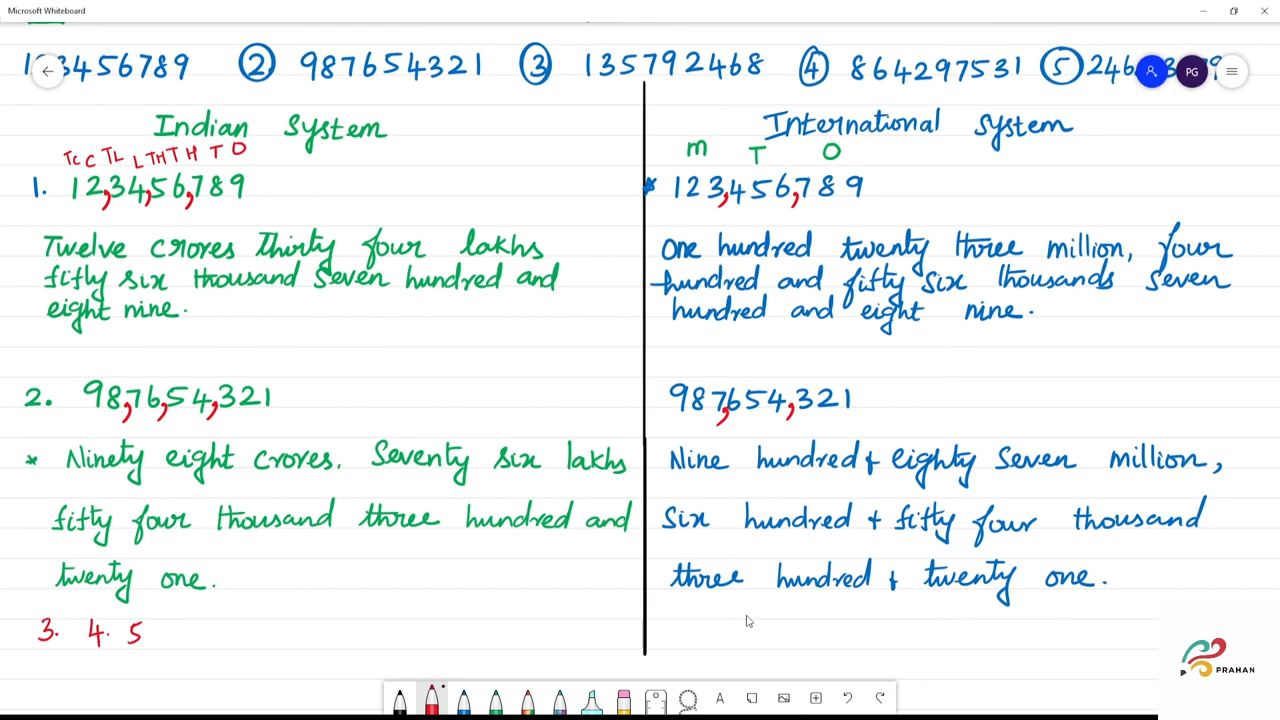 Microsoft Whiteboard
3456789 ② 987654321 ③ 135792468 ④ 864297531 ⑤ 246
PG
Indian System
TC C TL L TH T H T O
1. 12,34,56,789
Twelve crores Thirty four lakhs
fifty six thousand seven hundred and
eight nine.
2. 98,76,54,321
* Ninety eight crores. Seventy six lakhs
fifty four thousand three hundred and
twenty one.
3. 4. 5
International System
m T O
* 123,456,789
One hundred twenty three million, four
hundred and fifty six thousands seven
hundred and eight nine.
987,654,321
Nine hundred + eighty seven million,
six hundred + fifty four thousand
three hundred + twenty one.
PRAHAN
A